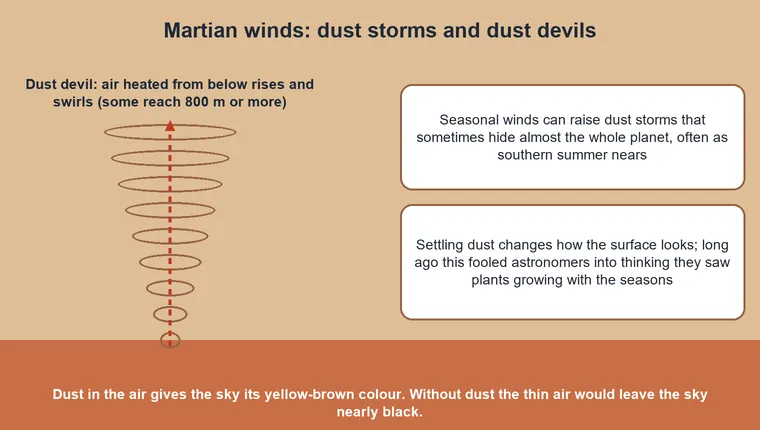 Martian winds: dust storms and dust devils
Dust devil: air heated from below rises and
swirls (some reach 800 m or more)
Seasonal winds can raise dust storms that
sometimes hide almost the whole planet, often as
southern summer nears
Settling dust changes how the surface looks; long
ago this fooled astronomers into thinking they saw
plants growing with the seasons
Dust in the air gives the sky its yellow-brown colour. Without dust the thin air would leave the sky
nearly black.